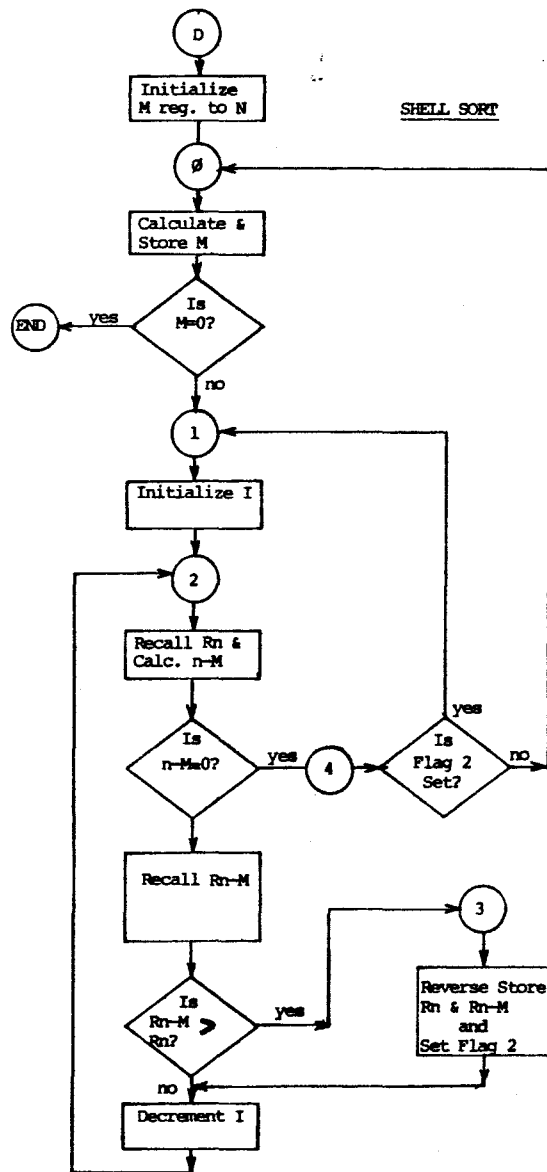 D
Initialize
M reg. to N
SHELL SORT
Ø
Calculate &
Store M
Is
M=0?
yes
END
no
1
Initialize I
2
Recall Rn &
Calc. n-M
Is
n-M=0?
yes
4
Is
Flag 2
Set?
yes
no
Recall Rn-M
3
Is
Rn-M >
Rn?
yes
Reverse Store
Rn & Rn-M
and
Set Flag 2
no
Decrement I